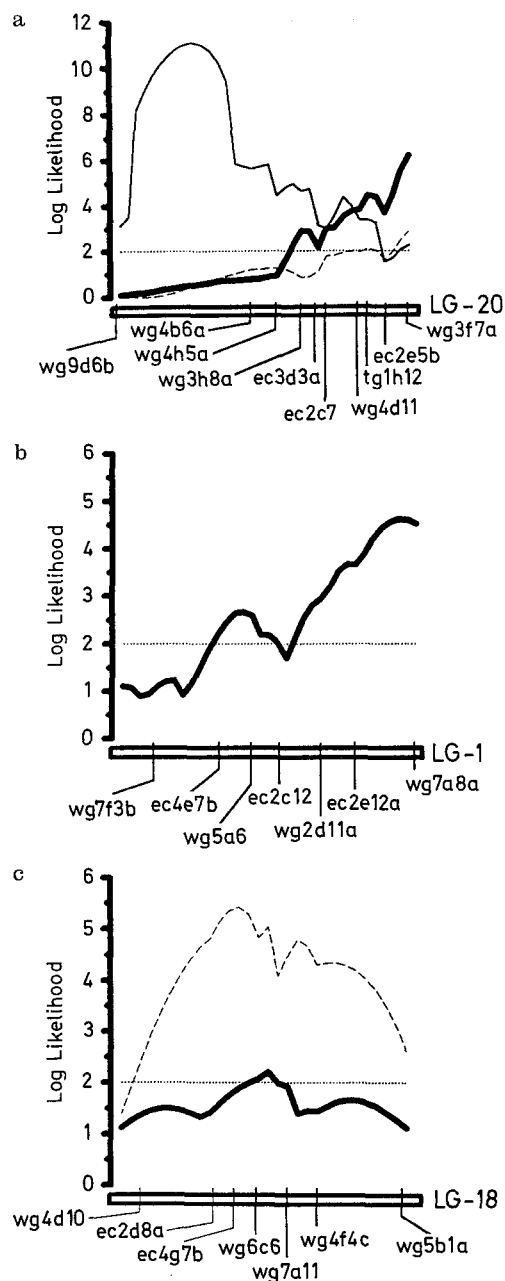 a
12
10
8
6
4
2
0
Log Likelihood
LG-20
wg9d6b
wg4b6a
wg4h5a
wg3h8a
ec3d3a
ec2c7
wg4d11
tg1h12
ec2e5b
wg3f7a
b
6
5
4
3
2
1
0
Log Likelihood
LG-1
wg7f3b
ec4e7b
wg5a6
ec2c12
wg2d11a
ec2e12a
wg7a8a
c
6
5
4
3
2
1
0
Log Likelihood
LG-18
wg4d10
ec2d8a
ec4g7b
wg6c6
wg7a11
wg4f4c
wg5b1a